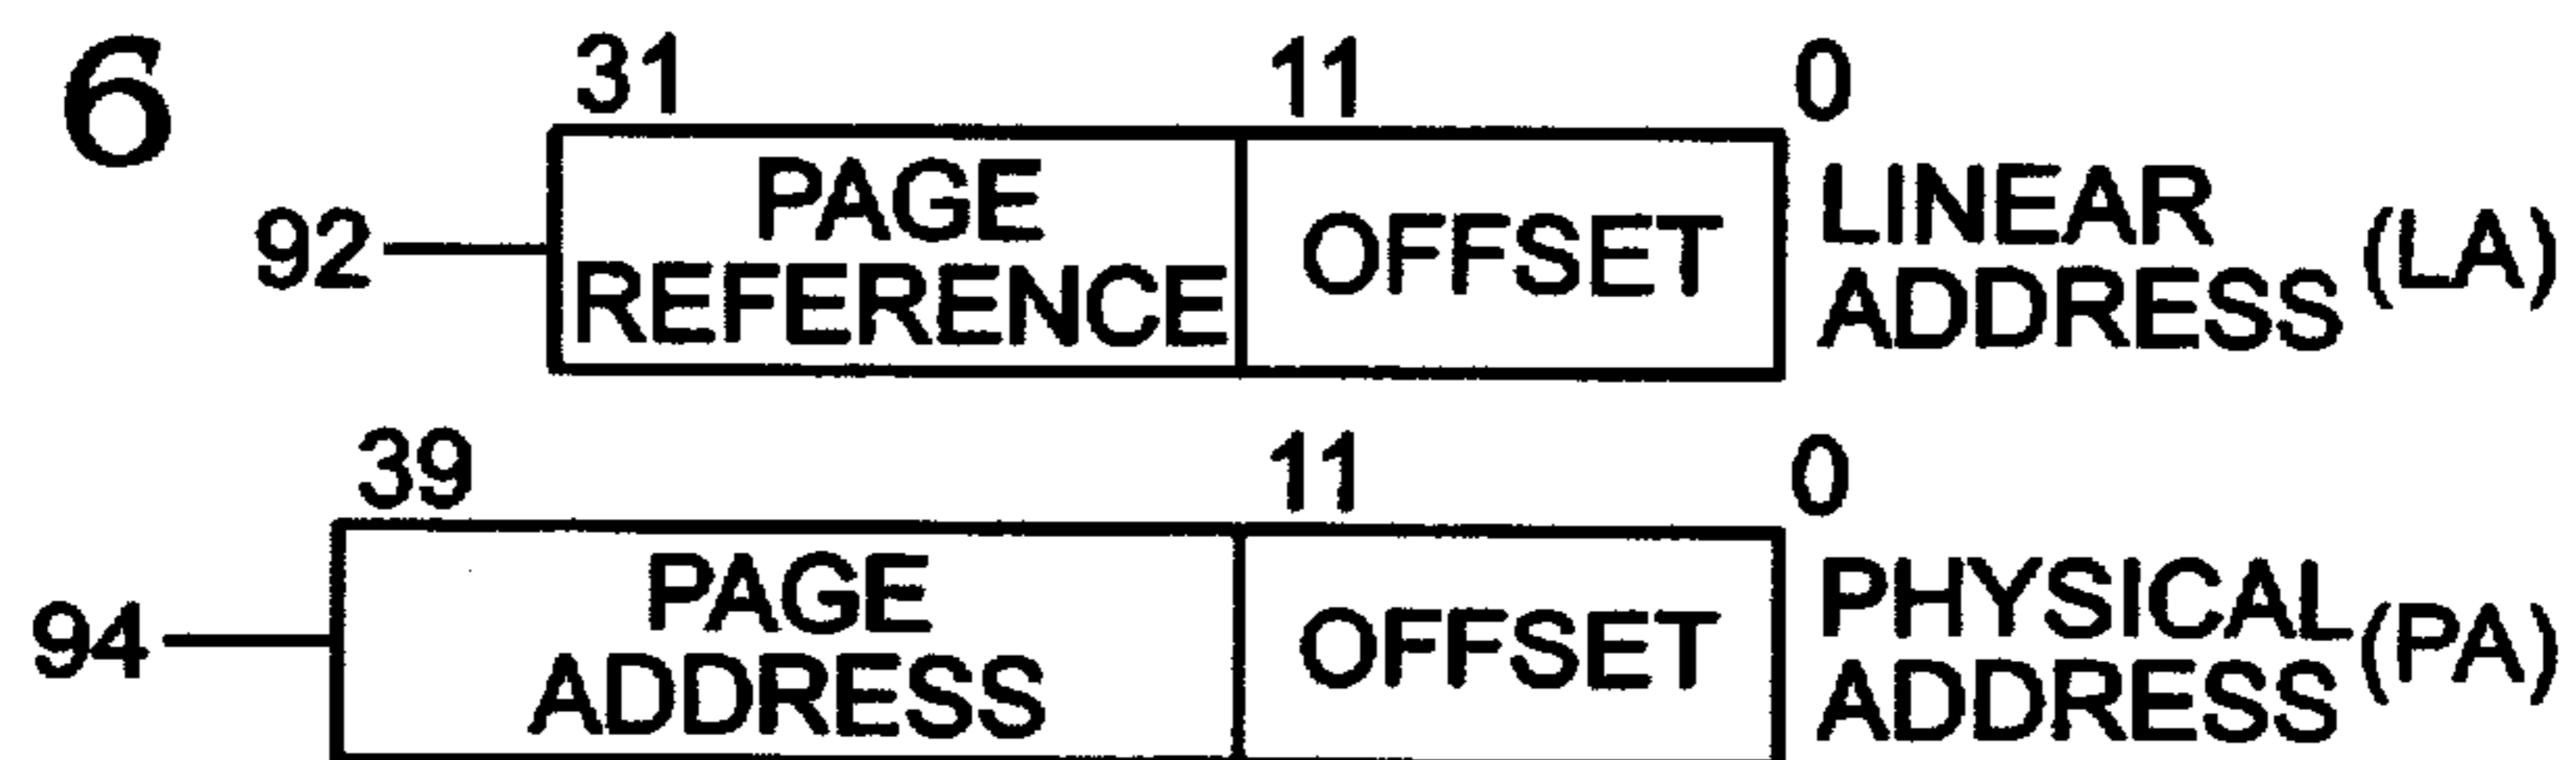 6
31 11 0
92 PAGE REFERENCE OFFSET LINEAR ADDRESS (LA)
39 11 0
94 PAGE ADDRESS OFFSET PHYSICAL ADDRESS (PA)